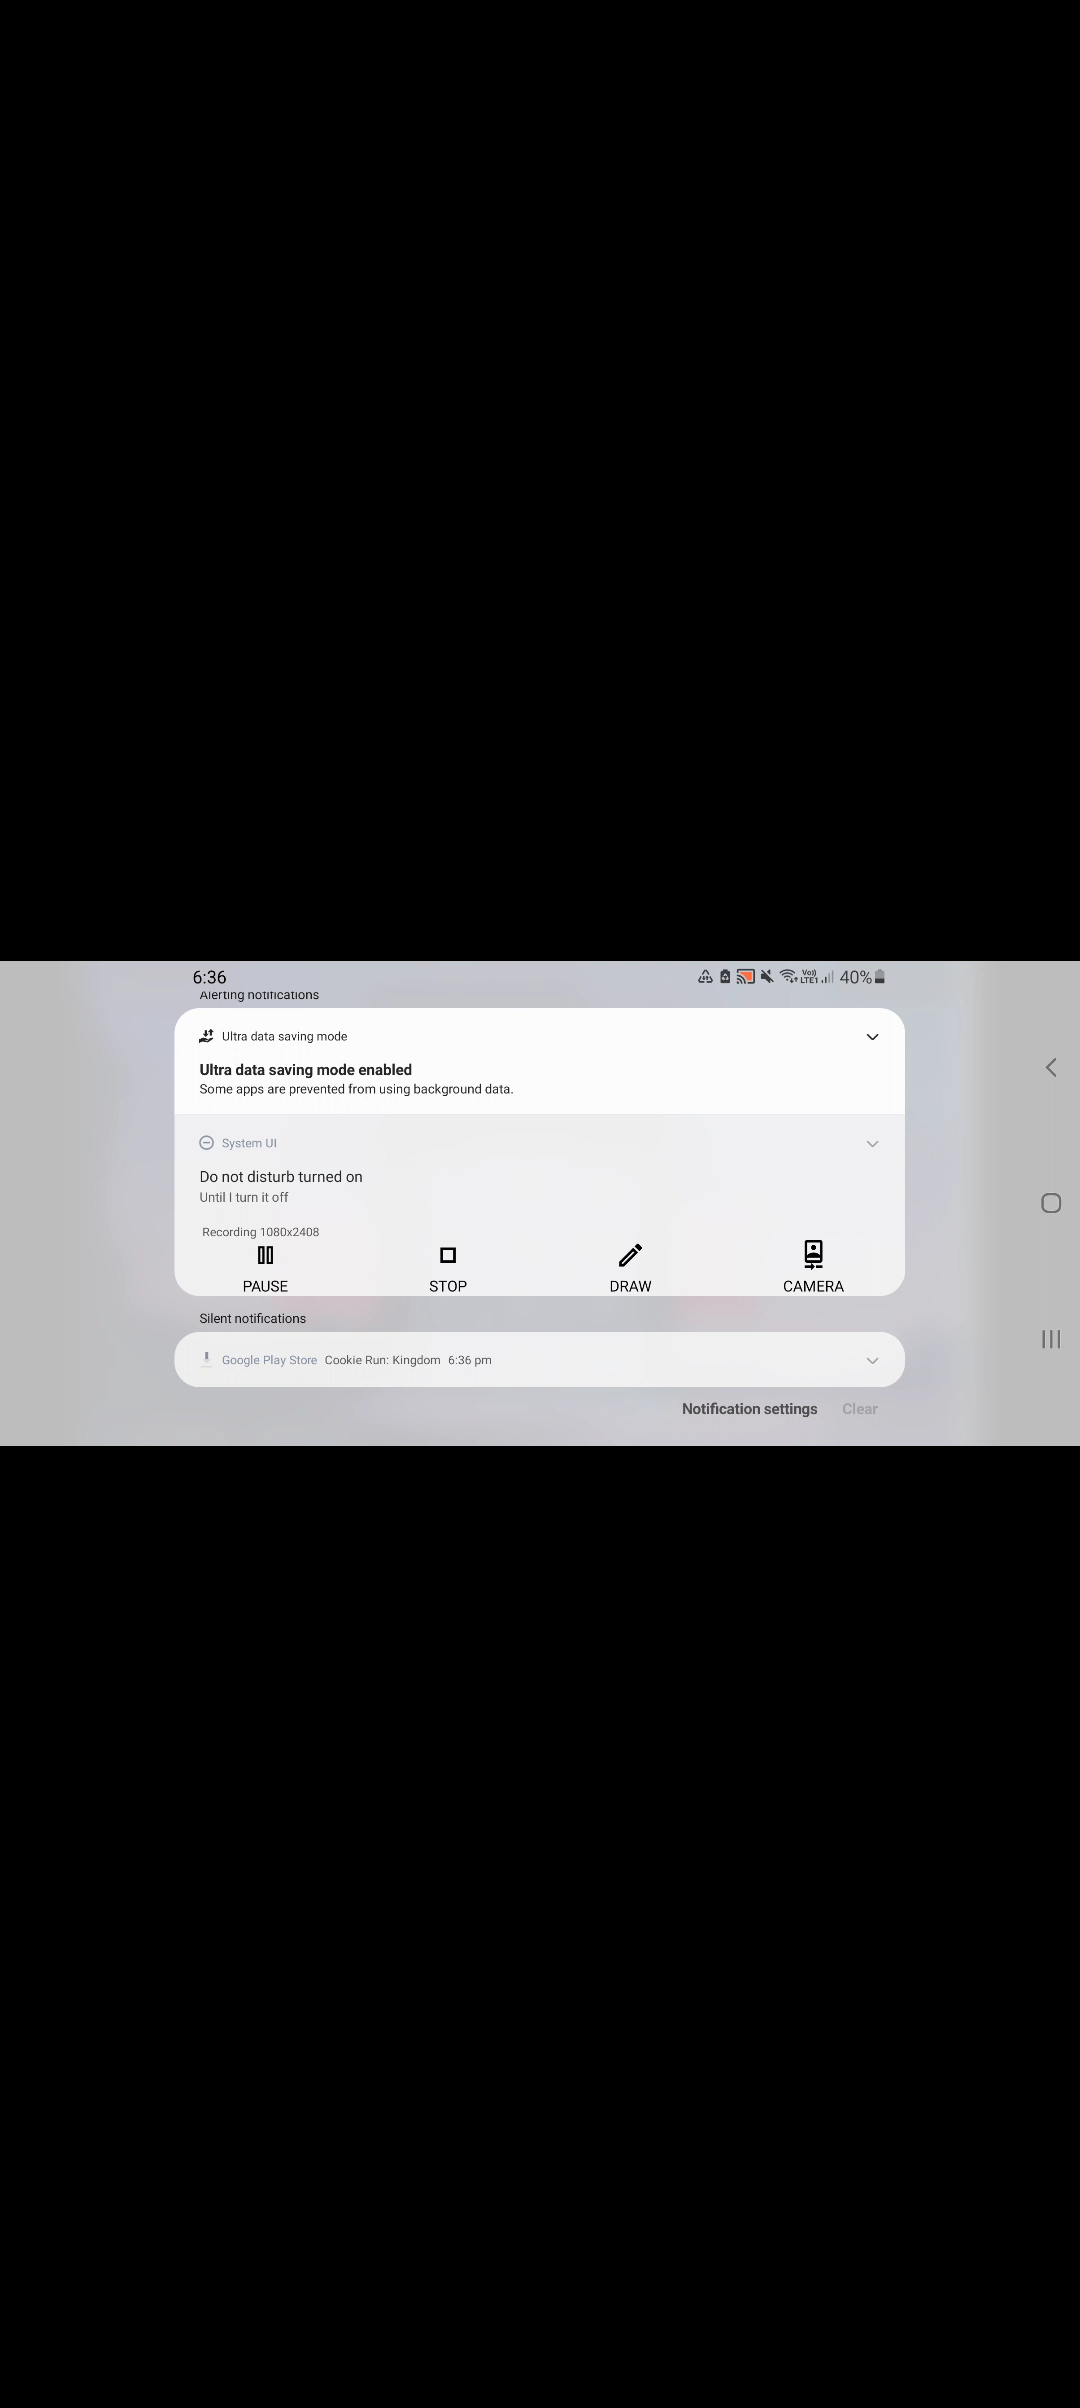 6:36 Vo)) LTE1 40%
Alerting notifications
Ultra data saving mode
Ultra data saving mode enabled
Some apps are prevented from using background data.
System UI
Do not disturb turned on
Until I turn it off
Recording 1080x2408
PAUSE STOP DRAW CAMERA
Silent notifications
Google Play Store Cookie Run: Kingdom 6:36 pm
Notification settings Clear